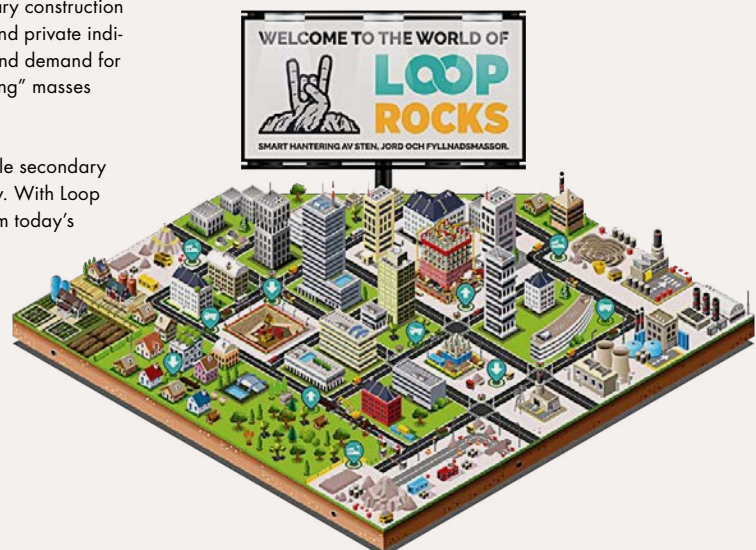 ary construction
nd private indi-
nd demand for
ng” masses
le secondary
y. With Loop
m today’s
WELCOME TO THE WORLD OF
LOOP
ROCKS
SMART HANTERING AV STEN, JORD OCH FYLLNADSMASSOR.